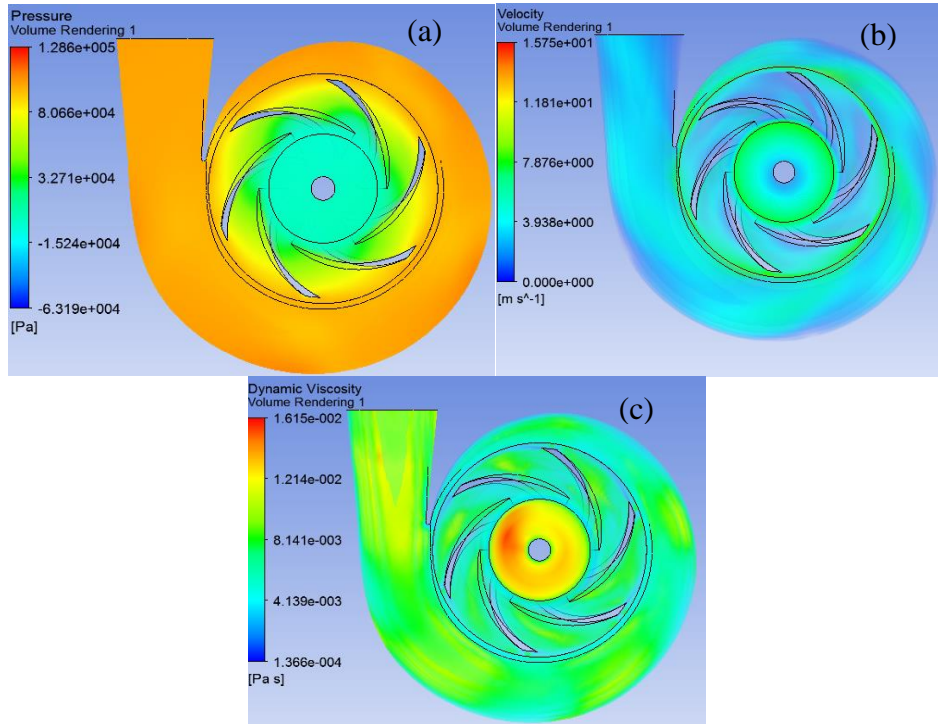 Pressure
Volume Rendering 1
(a)
1.286e+005
8.066e+004
3.271e+004
-1.524e+004
-6.319e+004
[Pa]
Velocity
Volume Rendering 1
(b)
1.575e+001
1.181e+001
7.876e+000
3.938e+000
0.000e+000
[m s^-1]
Dynamic Viscosity
Volume Rendering 1
(c)
1.615e-002
1.214e-002
8.141e-003
4.139e-003
1.366e-004
[Pa s]